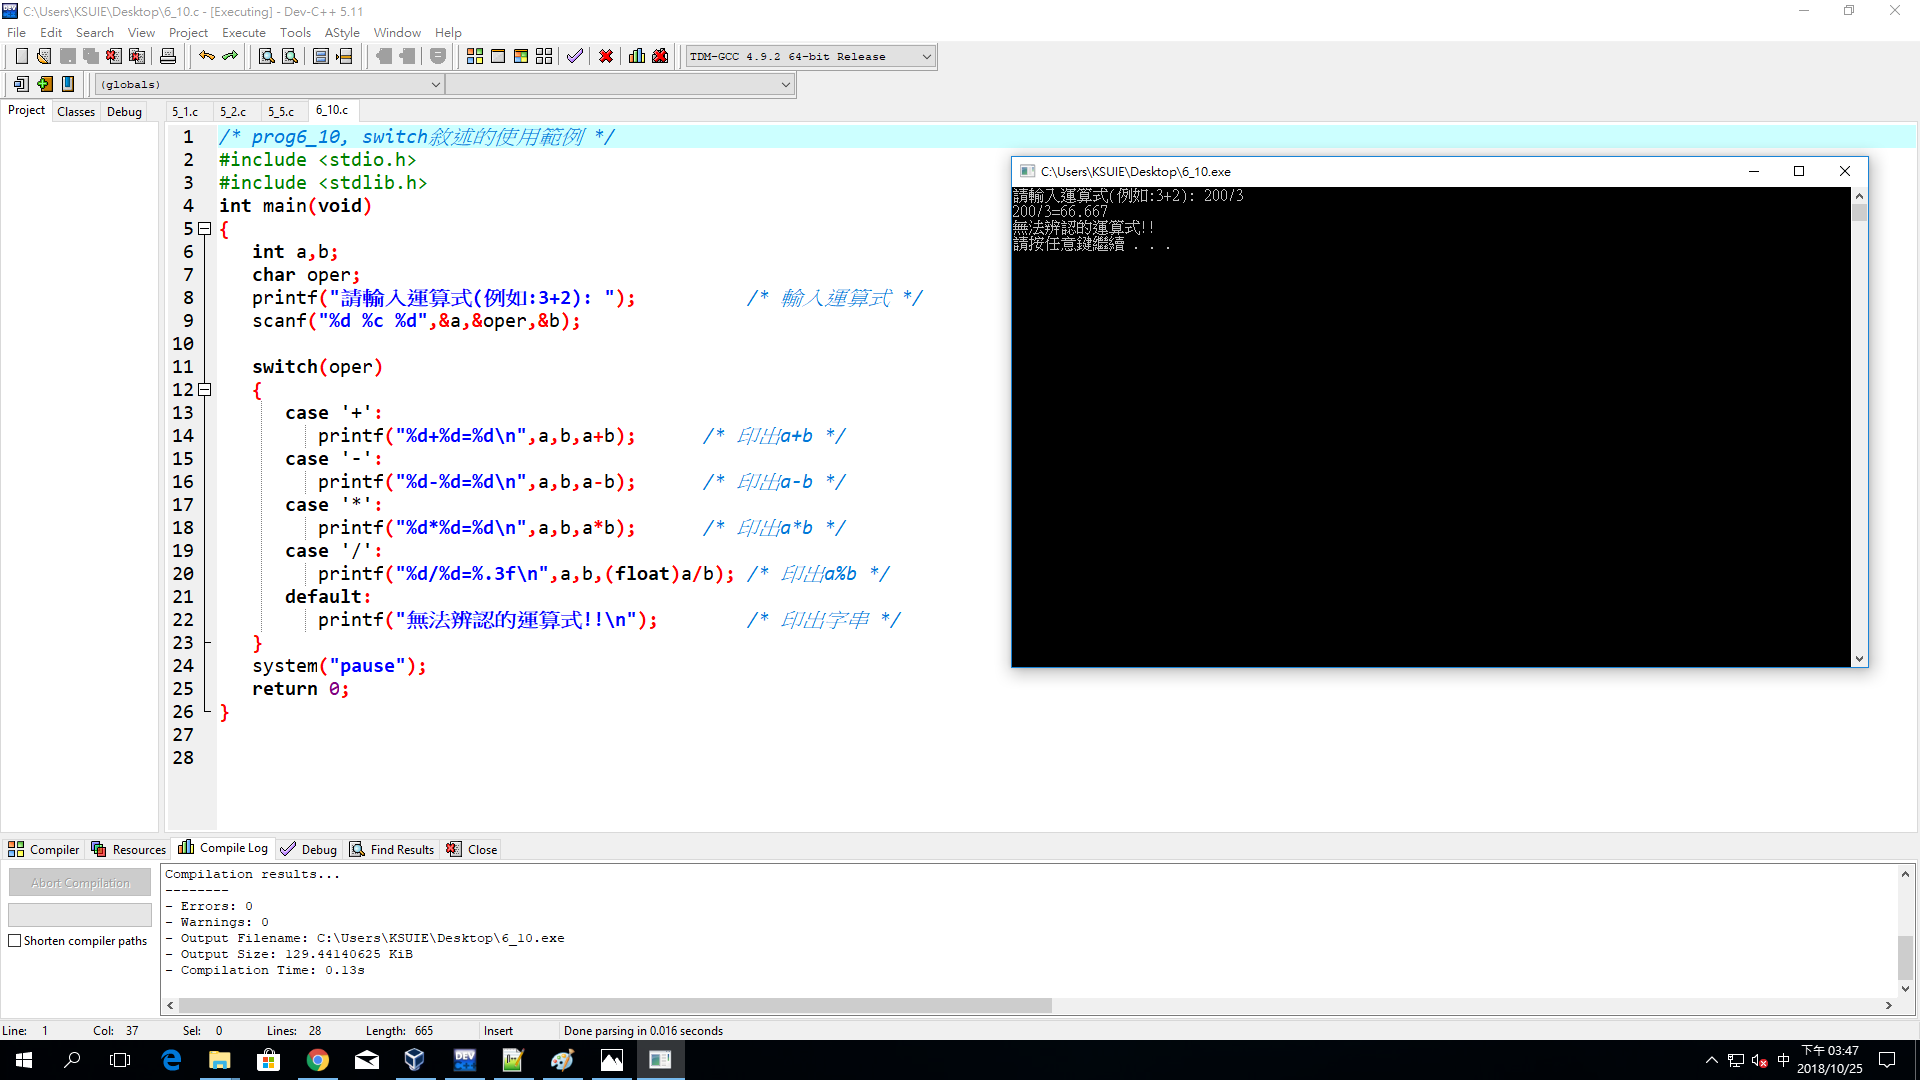 C:\Users\KSUIE\Desktop\6_10.c - [Executing] - Dev-C++ 5.11
File Edit Search View Project Execute Tools AStyle Window Help
TDM-GCC 4.9.2 64-bit Release
(globals)
Project Classes Debug
5_1.c 5_2.c 5_5.c 6_10.c
1 /* prog6_10, switch敘述的使用範例 */
2 #include <stdio.h>
3 #include <stdlib.h>
4 int main(void)
5 {
6 int a,b;
7 char oper;
8 printf("請輸入運算式(例如:3+2): "); /* 輸入運算式 */
9 scanf("%d %c %d",&a,&oper,&b);
10
11 switch(oper)
12 {
13 case '+':
14 printf("%d+%d=%d\n",a,b,a+b); /* 印出a+b */
15 case '-':
16 printf("%d-%d=%d\n",a,b,a-b); /* 印出a-b */
17 case '*':
18 printf("%d*%d=%d\n",a,b,a*b); /* 印出a*b */
19 case '/':
20 printf("%d/%d=%.3f\n",a,b,(float)a/b); /* 印出a%b */
21 default:
22 printf("無法辨認的運算式!!\n"); /* 印出字串 */
23 }
24 system("pause");
25 return 0;
26 }
27
28
C:\Users\KSUIE\Desktop\6_10.exe
請輸入運算式(例如:3+2): 200/3
200/3=66.667
無法辨認的運算式!!
請按任意鍵繼續 . . .
Compiler Resources Compile Log Debug Find Results Close
Abort Compilation
Shorten compiler paths
Compilation results...
--------
- Errors: 0
- Warnings: 0
- Output Filename: C:\Users\KSUIE\Desktop\6_10.exe
- Output Size: 129.44140625 KiB
- Compilation Time: 0.13s
Line: 1 Col: 37 Sel: 0 Lines: 28 Length: 665 Insert Done parsing in 0.016 seconds
DEV C++
中
下午 03:47
2018/10/25